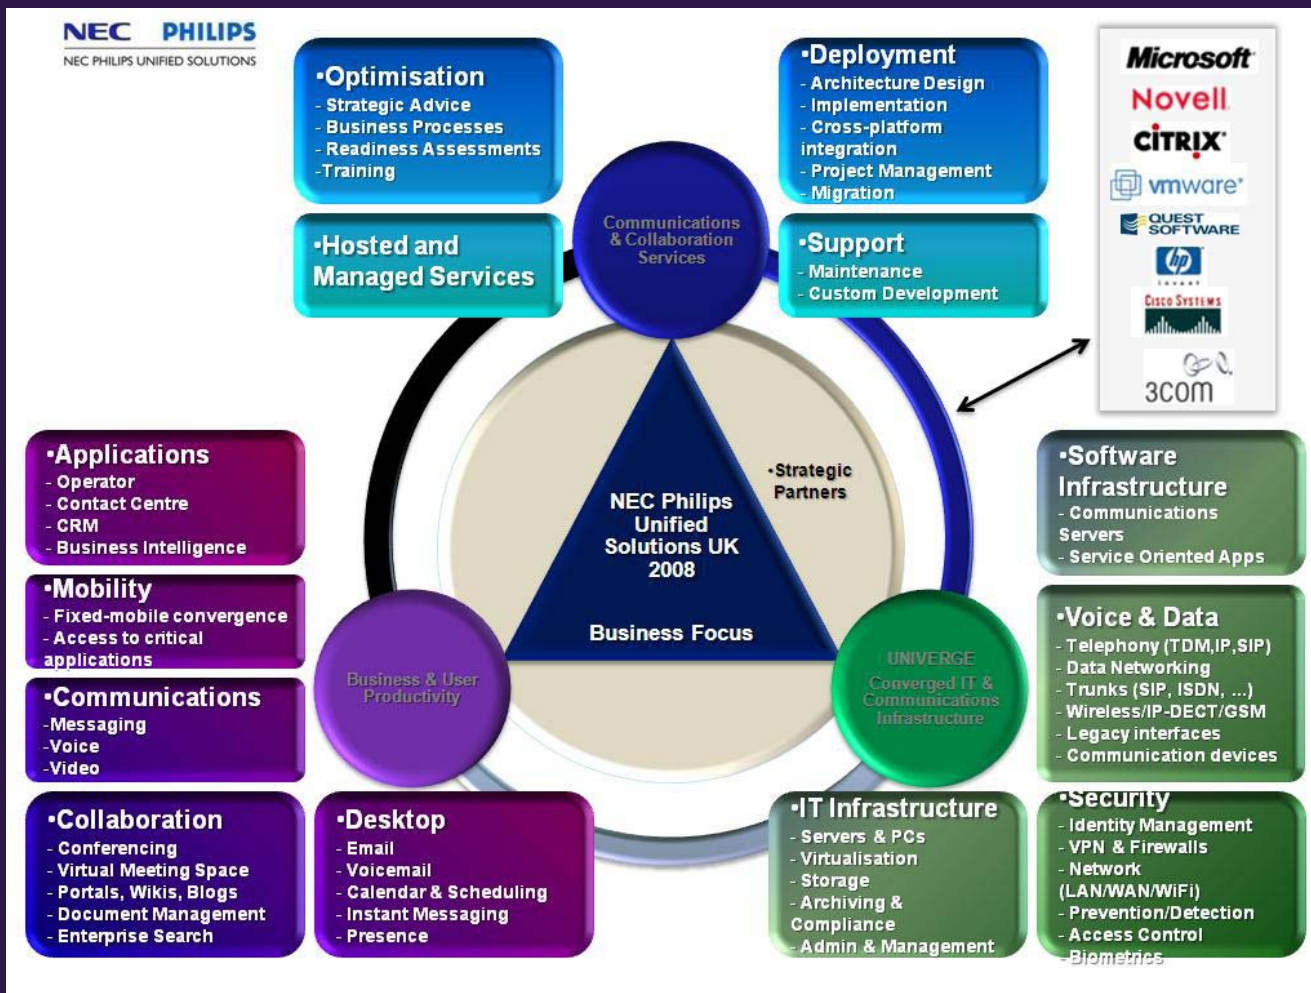 NEC PHILIPS
NEC PHILIPS UNIFIED SOLUTIONS
•Optimisation
- Strategic Advice
- Business Processes
- Readiness Assessments
-Training
•Deployment
- Architecture Design
- Implementation
- Cross-platform
integration
- Project Management
- Migration
•Hosted and
Managed Services
•Support
- Maintenance
- Custom Development
Communications
& Collaboration
Services
Microsoft
Novell
CITRIX
vmware
QUEST
SOFTWARE
hp
invent
CISCO SYSTEMS
3COM
•Strategic
Partners
NEC Philips
Unified
Solutions UK
2008
Business Focus
•Applications
- Operator
- Contact Centre
- CRM
- Business Intelligence
•Mobility
- Fixed-mobile convergence
- Access to critical
applications
•Communications
-Messaging
-Voice
-Video
•Collaboration
- Conferencing
- Virtual Meeting Space
- Portals, Wikis, Blogs
- Document Management
- Enterprise Search
•Desktop
- Email
- Voicemail
- Calendar & Scheduling
- Instant Messaging
- Presence
Business & User
Productivity
UNIVERGE
Converged IT &
Communications
Infrastructure
•Software
Infrastructure
- Communications
Servers
- Service Oriented Apps
•Voice & Data
- Telephony (TDM,IP,SIP)
- Data Networking
- Trunks (SIP, ISDN, ...)
- Wireless/IP-DECT/GSM
- Legacy interfaces
- Communication devices
•IT Infrastructure
- Servers & PCs
- Virtualisation
- Storage
- Archiving &
Compliance
- Admin & Management
•Security
- Identity Management
- VPN & Firewalls
- Network
(LAN/WAN/WiFi)
- Prevention/Detection
- Access Control
- Biometrics